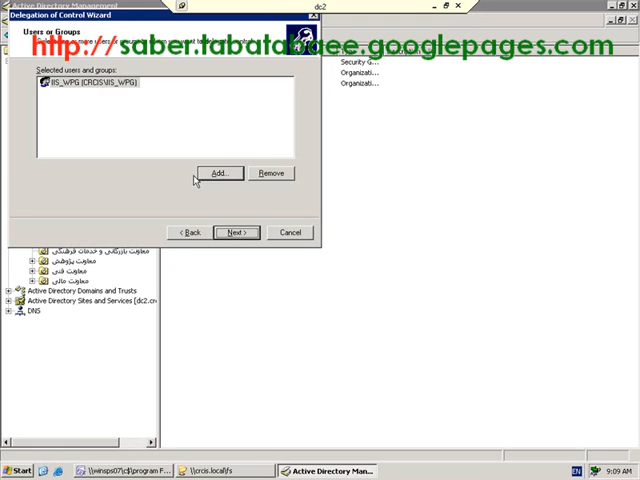 Active Directory Management
dc2
Delegation of Control Wizard
Users or Groups
http://saber.tabatabaee.googlepages.com
Selected users and groups:
IIS_WPG (CRCIS\IIS_WPG)
Security G...
Organizati...
Organizati...
Add...
Remove
< Back
Next >
Cancel
معاونت بازرگانی و خدمات فرهنگی
معاونت پژوهش
معاونت فنی
معاونت مالی
Active Directory Domains and Trusts
Active Directory Sites and Services [dc2.crc
DNS
Start
\\winsps07\c$\program F...
\\crcis.local\fs
Active Directory Man...
EN
9:09 AM